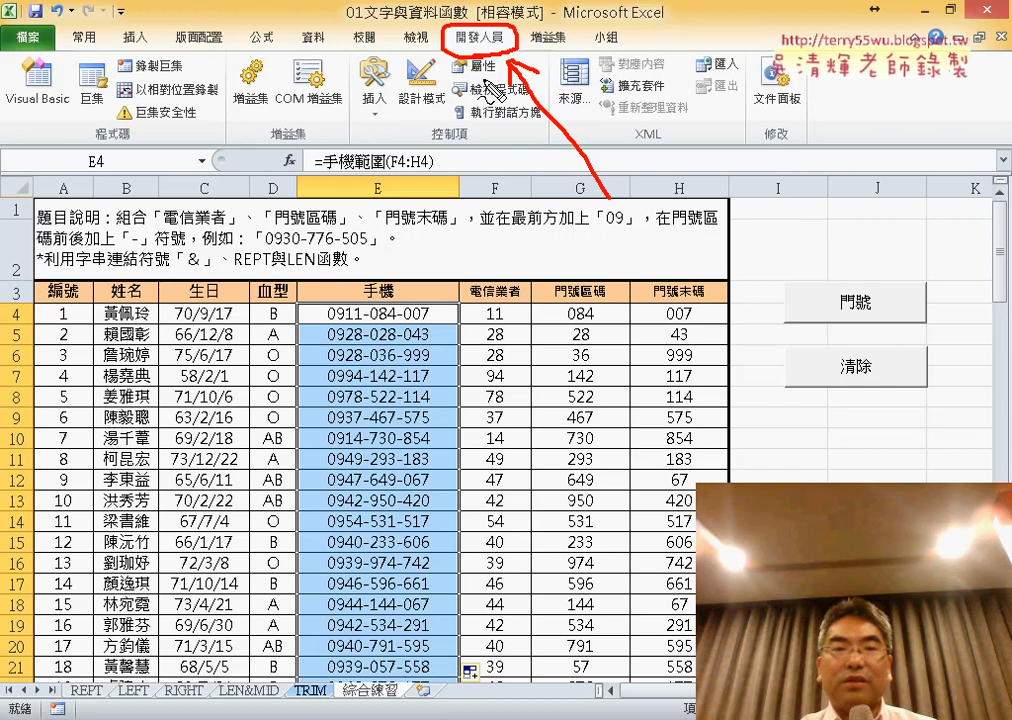 01文字與資料函數 [相容模式] - Microsoft Excel
檔案 常用 插入 版面配置 公式 資料 校閱 檢視 開發人員 增益集 小組
http://terry55wu.blogspot.tw
吳清輝老師錄製
Visual Basic 巨集 錄製巨集 以相對位置錄製 巨集安全性 增益集 COM 增益集 插入 設計模式 屬性 執行對話方塊 來源... 對應內容 擴充套件 重新整理資料 匯入 匯出 文件面板
程式碼 增益集 控制項 XML 修改
E4 fx =手機範圍(F4:H4)
A B C D E F G H I J K
1 題目說明：組合「電信業者」、「門號區碼」、「門號末碼」，並在最前方加上「09」，在門號區
碼前後加上「-」符號，例如：「0930-776-505」。
2 *利用字串連結符號「&」、REPT與LEN函數。
3 編號 姓名 生日 血型 手機 電信業者 門號區碼 門號末碼
門號
4 1 黃佩玲 70/9/17 B 0911-084-007 11 084 007
5 2 賴國彰 66/12/8 A 0928-028-043 28 28 43
6 3 詹琬婷 75/6/17 O 0928-036-999 28 36 999
清除
7 4 楊堯典 58/2/1 O 0994-142-117 94 142 117
8 5 姜雅琪 71/10/6 O 0978-522-114 78 522 114
9 6 陳毅聰 63/2/16 O 0937-467-575 37 467 575
10 7 湯千葦 69/2/18 AB 0914-730-854 14 730 854
11 8 柯昆宏 73/12/22 A 0949-293-183 49 293 183
12 9 李東益 65/6/11 AB 0947-649-067 47 649 67
13 10 洪秀芳 70/2/22 AB 0942-950-420 42 950 420
14 11 梁書維 67/7/4 O 0954-531-517 54 531 517
15 12 陳沅竹 66/1/17 B 0940-233-606 40 233 606
16 13 劉珈妤 72/3/8 O 0939-974-742 39 974 742
17 14 顏逸琪 71/10/14 B 0946-596-661 46 596 661
18 15 林宛霓 73/4/21 A 0944-144-067 44 144 67
19 16 郭雅芬 69/6/30 A 0942-534-291 42 534 291
20 17 方鈞儀 71/3/15 AB 0940-791-595 40 791 595
21 18 黃馨慧 68/5/5 B 0939-057-558 39 57 558
REPT LEFT RIGHT LEN&MID TRIM 綜合練習
就緒